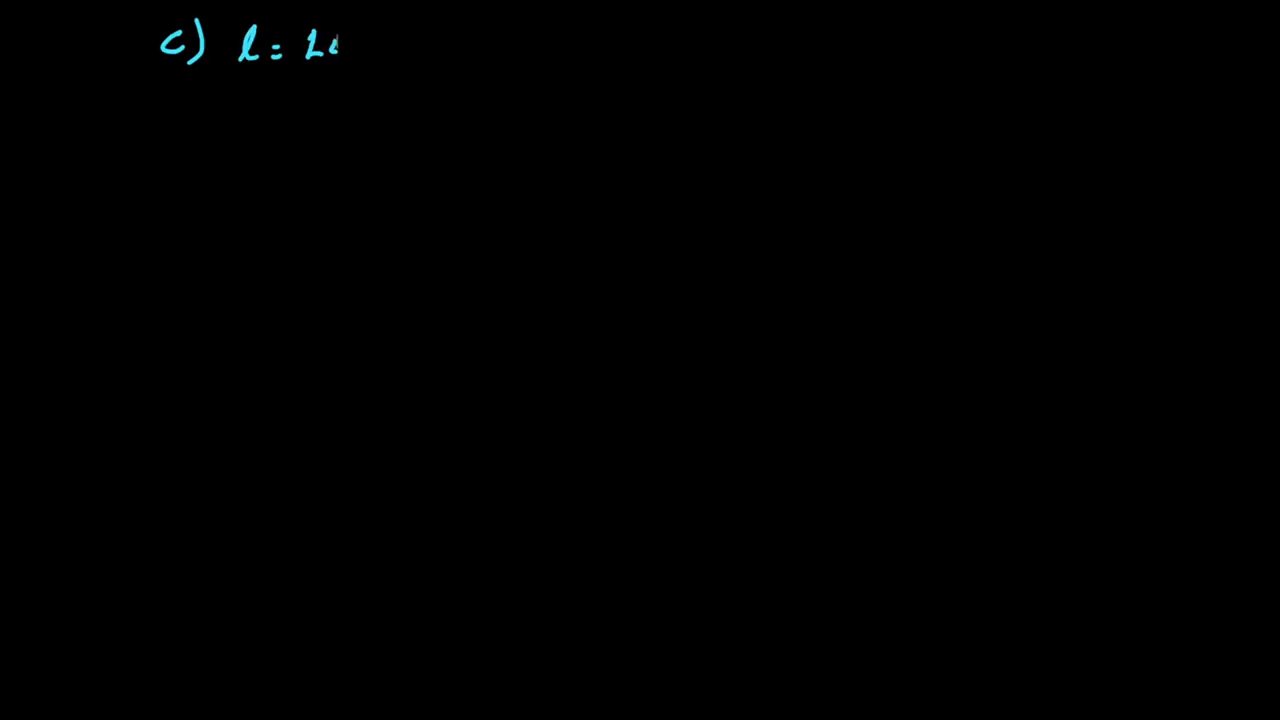 c) l =